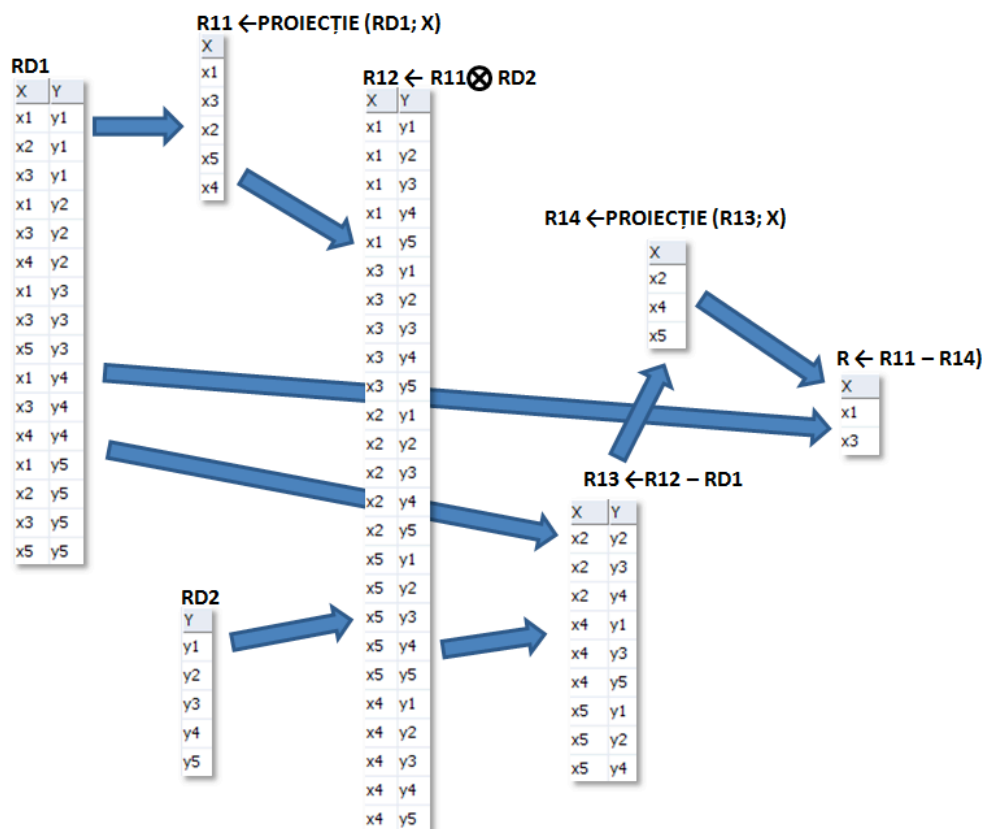 R11 ←PROIECȚIE (RD1; X)
X
x1
x3
x2
x5
x4
RD1
X Y
x1 y1
x2 y1
x3 y1
x1 y2
x3 y2
x4 y2
x1 y3
x3 y3
x5 y3
x1 y4
x3 y4
x4 y4
x1 y5
x2 y5
x3 y5
x5 y5
R12 ← R11⊗ RD2
X Y
x1 y1
x1 y2
x1 y3
x1 y4
x1 y5
x3 y1
x3 y2
x3 y3
x3 y4
x3 y5
x2 y1
x2 y2
x2 y3
x2 y4
x2 y5
x5 y1
x5 y2
x5 y3
x5 y4
x5 y5
x4 y1
x4 y2
x4 y3
x4 y4
x4 y5
R14 ←PROIECȚIE (R13; X)
X
x2
x4
x5
R ← R11 – R14)
X
x1
x3
R13 ←R12 – RD1
X Y
x2 y2
x2 y3
x2 y4
x4 y1
x4 y3
x4 y5
x5 y1
x5 y2
x5 y4
RD2
Y
y1
y2
y3
y4
y5